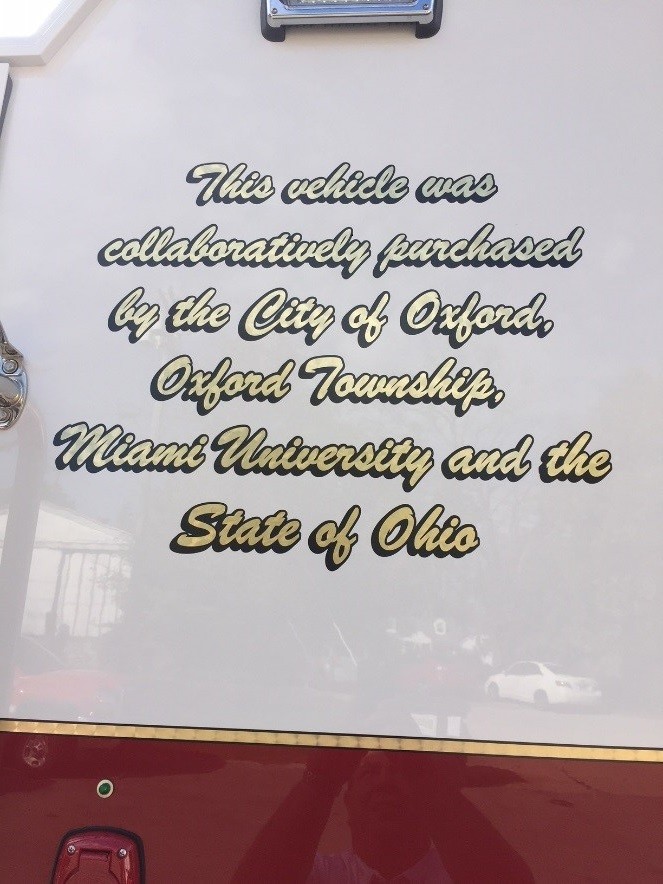 This vehicle was
collaboratively purchased
by the City of Oxford,
Oxford Township,
Miami University and the
State of Ohio